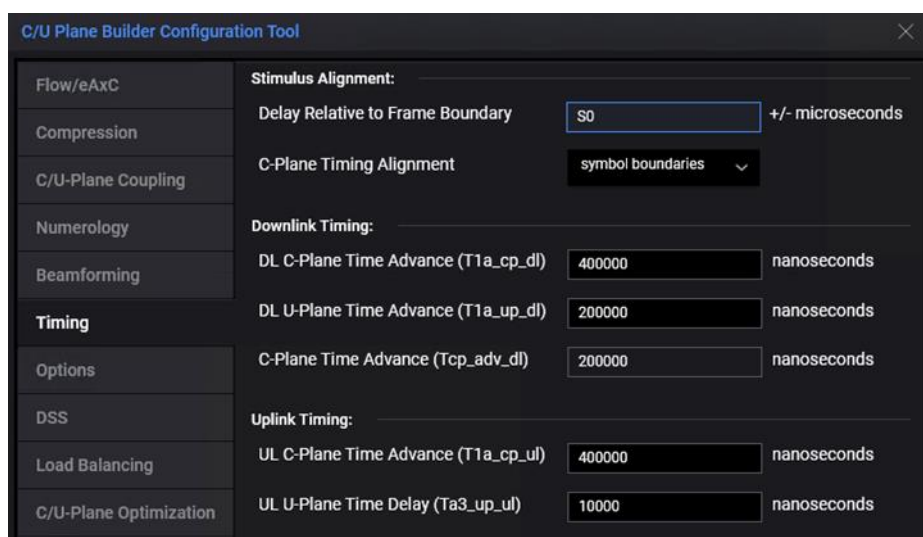 C/U Plane Builder Configuration Tool
Flow/eAxC
Compression
C/U-Plane Coupling
Numerology
Beamforming
Timing
Options
DSS
Load Balancing
C/U-Plane Optimization
Stimulus Alignment:
Delay Relative to Frame Boundary S0 +/- microseconds
C-Plane Timing Alignment symbol boundaries
Downlink Timing:
DL C-Plane Time Advance (T1a_cp_dl) 400000 nanoseconds
DL U-Plane Time Advance (T1a_up_dl) 200000 nanoseconds
C-Plane Time Advance (Tcp_adv_dl) 200000 nanoseconds
Uplink Timing:
UL C-Plane Time Advance (T1a_cp_ul) 400000 nanoseconds
UL U-Plane Time Delay (Ta3_up_ul) 10000 nanoseconds